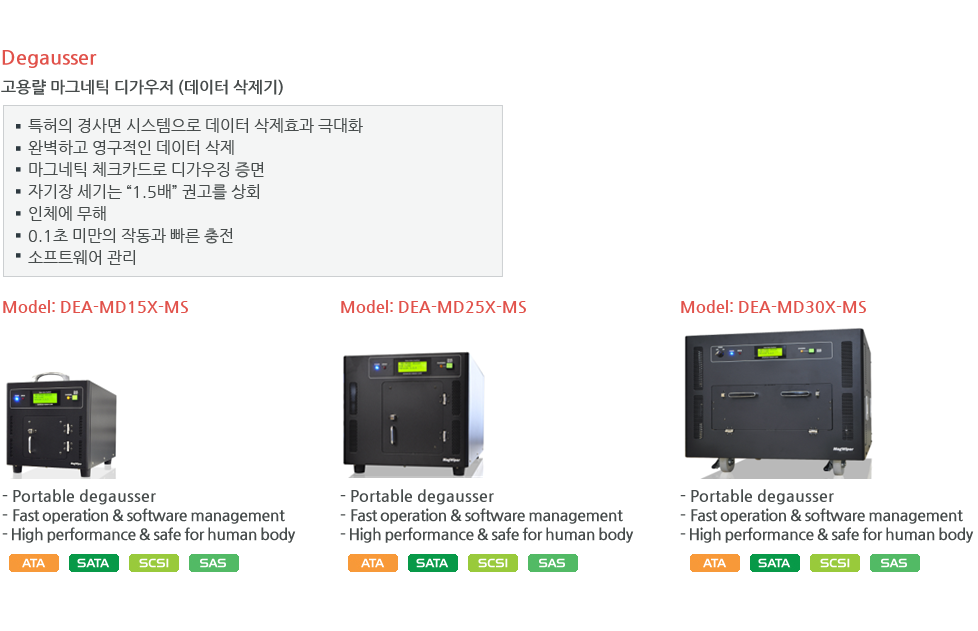 Degausser
고용량 마그네틱 디가우저 (데이터 삭제기)
▪ 특허의 경사면 시스템으로 데이터 삭제효과 극대화
▪ 완벽하고 영구적인 데이터 삭제
▪ 마그네틱 체크카드로 디가우징 증면
▪ 자기장 세기는 “1.5배” 권고를 상회
▪ 인체에 무해
▪ 0.1초 미만의 작동과 빠른 충전
▪ 소프트웨어 관리
Model: DEA-MD15X-MS
Model: DEA-MD25X-MS
Model: DEA-MD30X-MS
MagWiper
MagWiper
MagWiper
- Portable degausser
- Fast operation & software management
- High performance & safe for human body
ATA SATA SCSI SAS
- Portable degausser
- Fast operation & software management
- High performance & safe for human body
ATA SATA SCSI SAS
- Portable degausser
- Fast operation & software management
- High performance & safe for human body
ATA SATA SCSI SAS